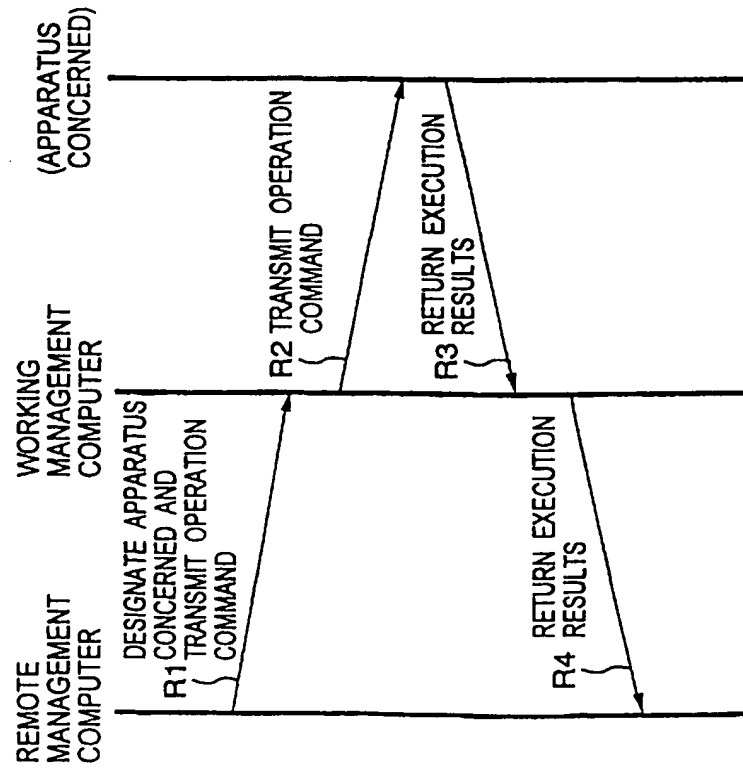 REMOTE
MANAGEMENT
COMPUTER
WORKING
MANAGEMENT
COMPUTER
(APPARATUS
CONCERNED)
DESIGNATE APPARATUS
CONCERNED AND
TRANSMIT OPERATION
COMMAND
R1
R2 TRANSMIT OPERATION
COMMAND
RETURN EXECUTION
RESULTS
R3
RETURN EXECUTION
RESULTS
R4